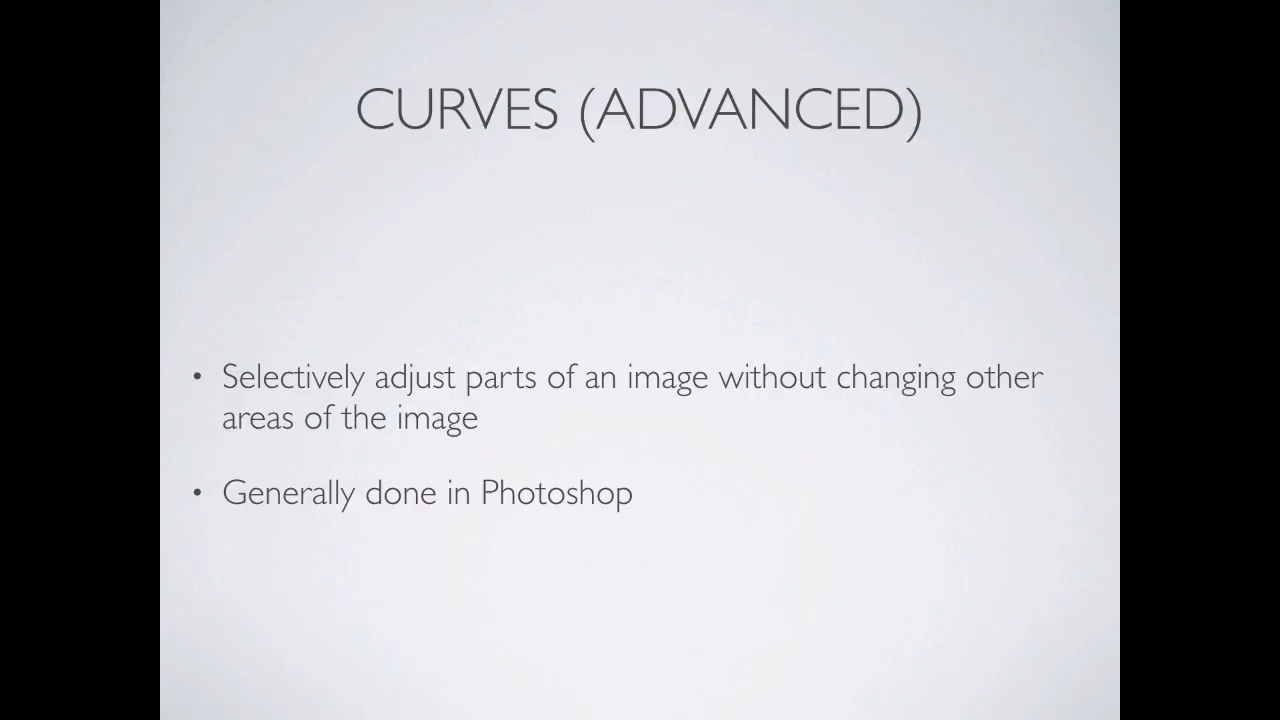 CURVES (ADVANCED)
• Selectively adjust parts of an image without changing other
areas of the image
• Generally done in Photoshop